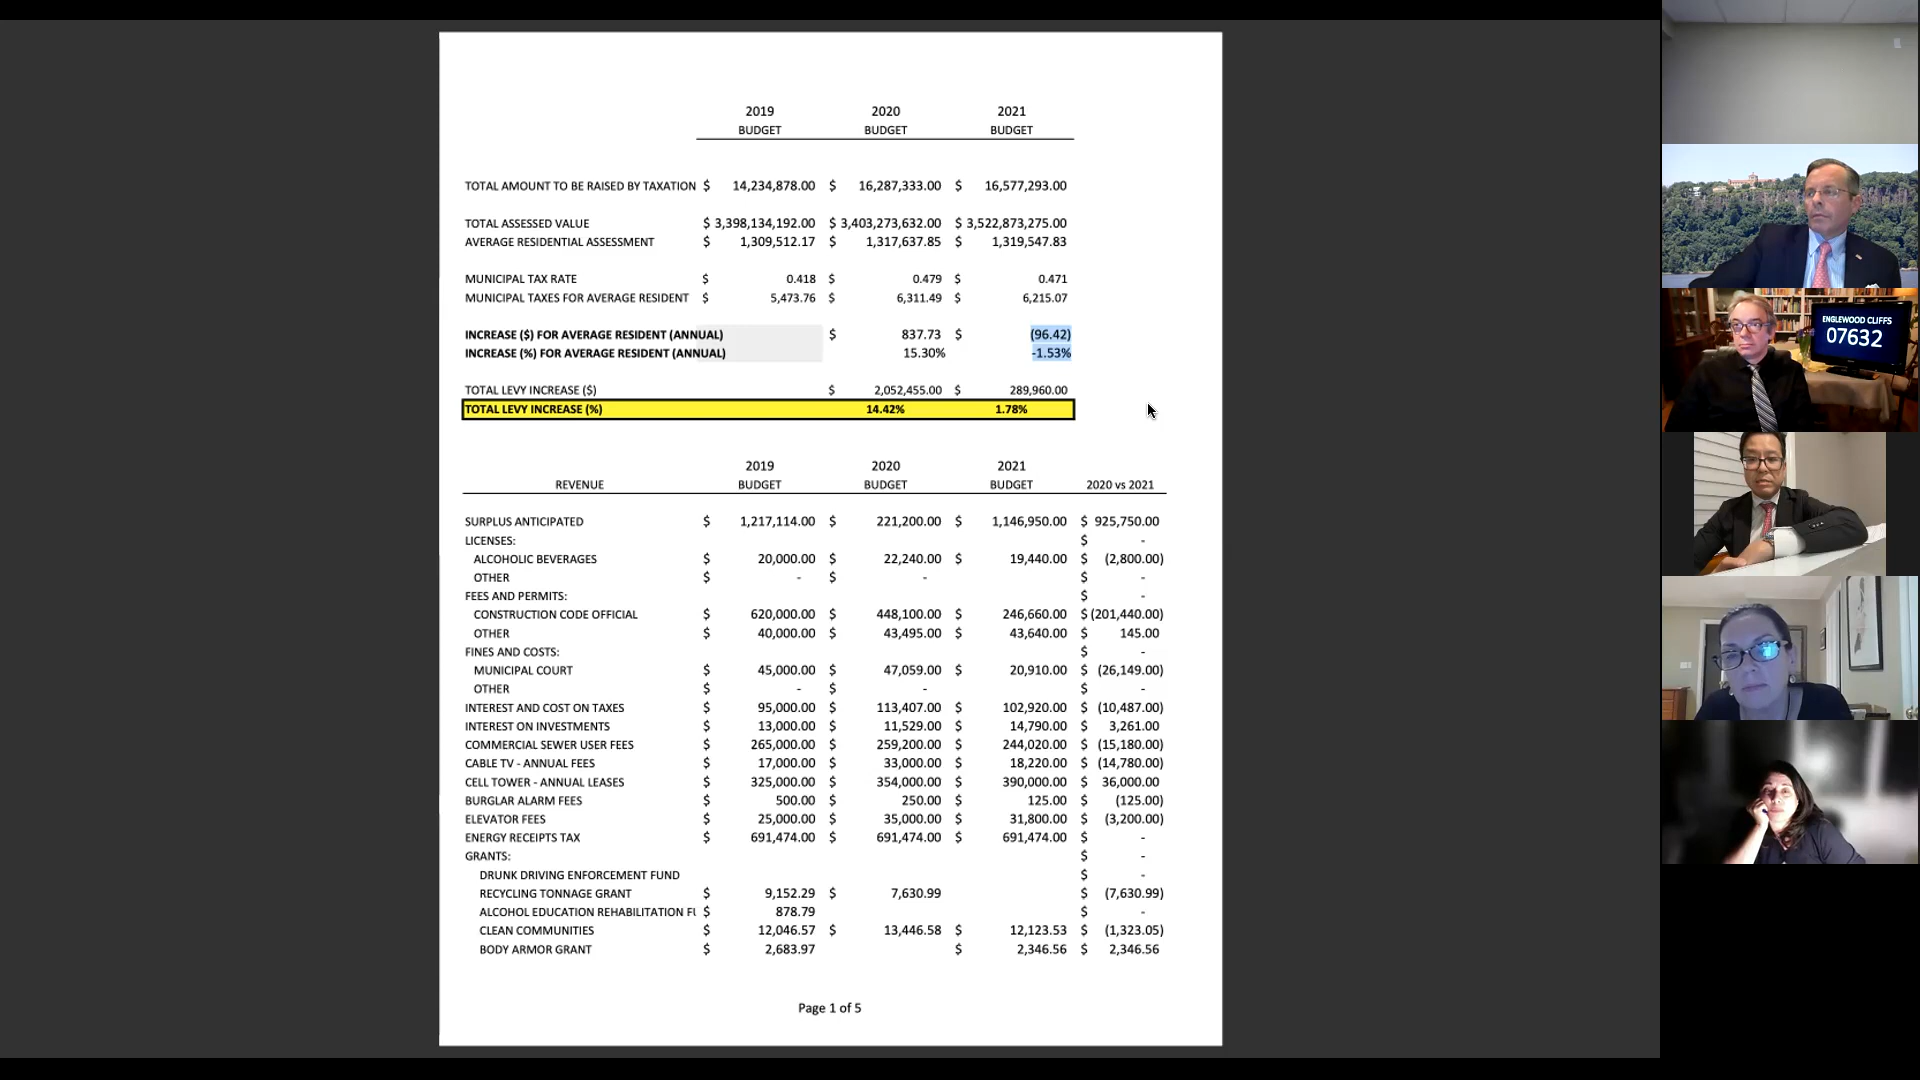 2019 2020 2021
BUDGET BUDGET BUDGET
TOTAL AMOUNT TO BE RAISED BY TAXATION $ 14,234,878.00 $ 16,287,333.00 $ 16,577,293.00
TOTAL ASSESSED VALUE $ 3,398,134,192.00 $ 3,403,273,632.00 $ 3,522,873,275.00
AVERAGE RESIDENTIAL ASSESSMENT $ 1,309,512.17 $ 1,317,637.85 $ 1,319,547.83
MUNICIPAL TAX RATE $ 0.418 $ 0.479 $ 0.471
MUNICIPAL TAXES FOR AVERAGE RESIDENT $ 5,473.76 $ 6,311.49 $ 6,215.07
INCREASE ($) FOR AVERAGE RESIDENT (ANNUAL) $ 837.73 $ (96.42)
INCREASE (%) FOR AVERAGE RESIDENT (ANNUAL) 15.30% -1.53%
TOTAL LEVY INCREASE ($) $ 2,052,455.00 $ 289,960.00
TOTAL LEVY INCREASE (%) 14.42% 1.78%
2019 2020 2021
REVENUE BUDGET BUDGET BUDGET 2020 vs 2021
SURPLUS ANTICIPATED $ 1,217,114.00 $ 221,200.00 $ 1,146,950.00 $ 925,750.00
LICENSES: $ -
ALCOHOLIC BEVERAGES $ 20,000.00 $ 22,240.00 $ 19,440.00 $ (2,800.00)
OTHER $ - $ - $ -
FEES AND PERMITS: $ -
CONSTRUCTION CODE OFFICIAL $ 620,000.00 $ 448,100.00 $ 246,660.00 $ (201,440.00)
OTHER $ 40,000.00 $ 43,495.00 $ 43,640.00 $ 145.00
FINES AND COSTS: $ -
MUNICIPAL COURT $ 45,000.00 $ 47,059.00 $ 20,910.00 $ (26,149.00)
OTHER $ - $ - $ -
INTEREST AND COST ON TAXES $ 95,000.00 $ 113,407.00 $ 102,920.00 $ (10,487.00)
INTEREST ON INVESTMENTS $ 13,000.00 $ 11,529.00 $ 14,790.00 $ 3,261.00
COMMERCIAL SEWER USER FEES $ 265,000.00 $ 259,200.00 $ 244,020.00 $ (15,180.00)
CABLE TV - ANNUAL FEES $ 17,000.00 $ 33,000.00 $ 18,220.00 $ (14,780.00)
CELL TOWER - ANNUAL LEASES $ 325,000.00 $ 354,000.00 $ 390,000.00 $ 36,000.00
BURGLAR ALARM FEES $ 500.00 $ 250.00 $ 125.00 $ (125.00)
ELEVATOR FEES $ 25,000.00 $ 35,000.00 $ 31,800.00 $ (3,200.00)
ENERGY RECEIPTS TAX $ 691,474.00 $ 691,474.00 $ 691,474.00 $ -
GRANTS: $ -
DRUNK DRIVING ENFORCEMENT FUND $ -
RECYCLING TONNAGE GRANT $ 9,152.29 $ 7,630.99 $ (7,630.99)
ALCOHOL EDUCATION REHABILITATION FU $ 878.79 $ -
CLEAN COMMUNITIES $ 12,046.57 $ 13,446.58 $ 12,123.53 $ (1,323.05)
BODY ARMOR GRANT $ 2,683.97 $ 2,346.56 $ 2,346.56
Page 1 of 5
ENGLEWOOD CLIFFS
07632